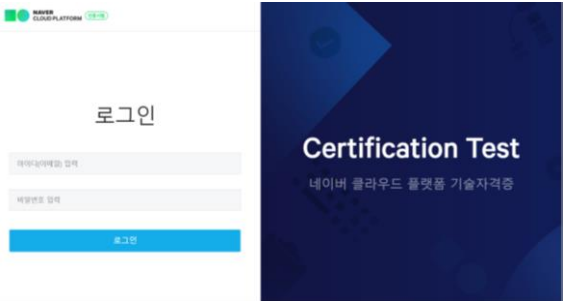 NAVER
CLOUD PLATFORM
로그인
아이디(이메일) 입력
비밀번호 입력
로그인
Certification Test
네이버 클라우드 플랫폼 기술자격증